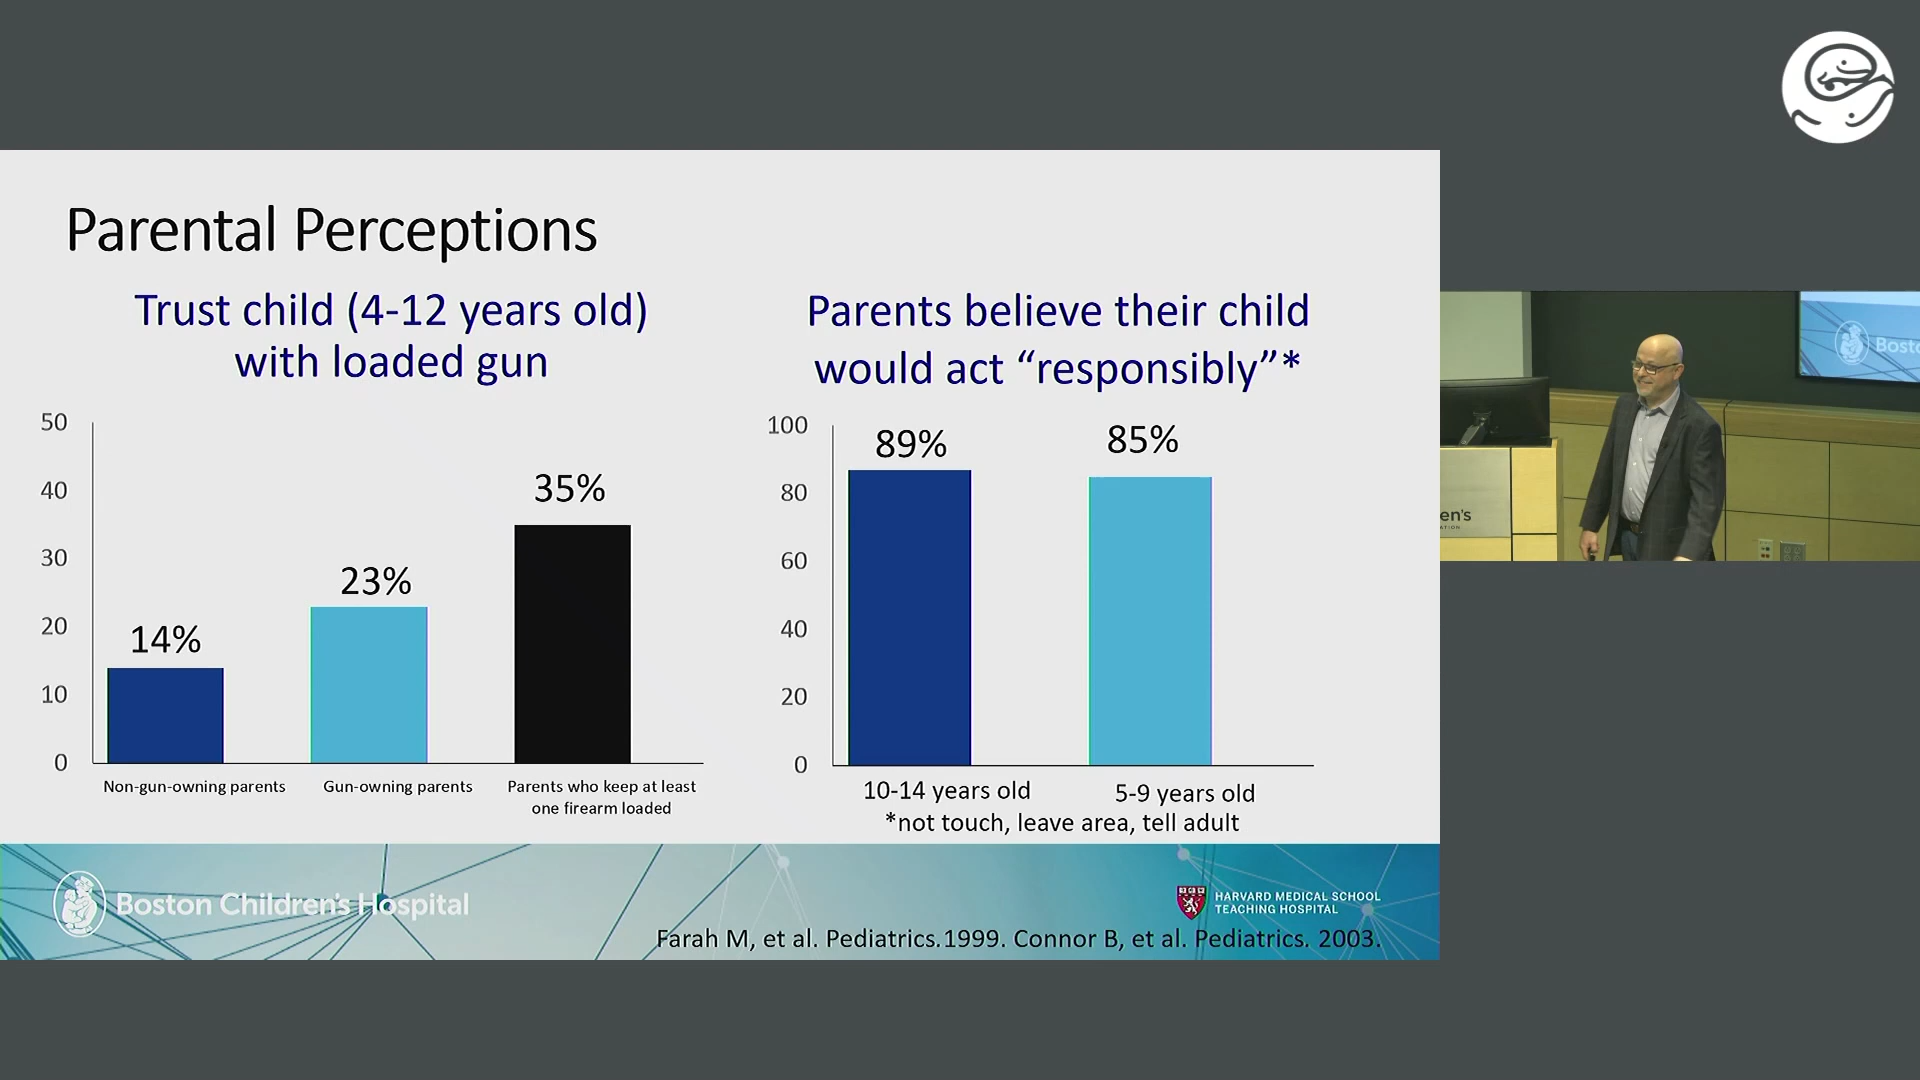 Parental Perceptions
Trust child (4-12 years old)
with loaded gun
50
40
30
20
10
0
14%
23%
35%
Non-gun-owning parents
Gun-owning parents
Parents who keep at least
one firearm loaded
Parents believe their child
would act “responsibly”*
100
80
60
40
20
0
89%
85%
10-14 years old
5-9 years old
*not touch, leave area, tell adult
Boston Children's Hospital
HARVARD MEDICAL SCHOOL
TEACHING HOSPITAL
Farah M, et al. Pediatrics.1999. Connor B, et al. Pediatrics. 2003.
en's
Bost